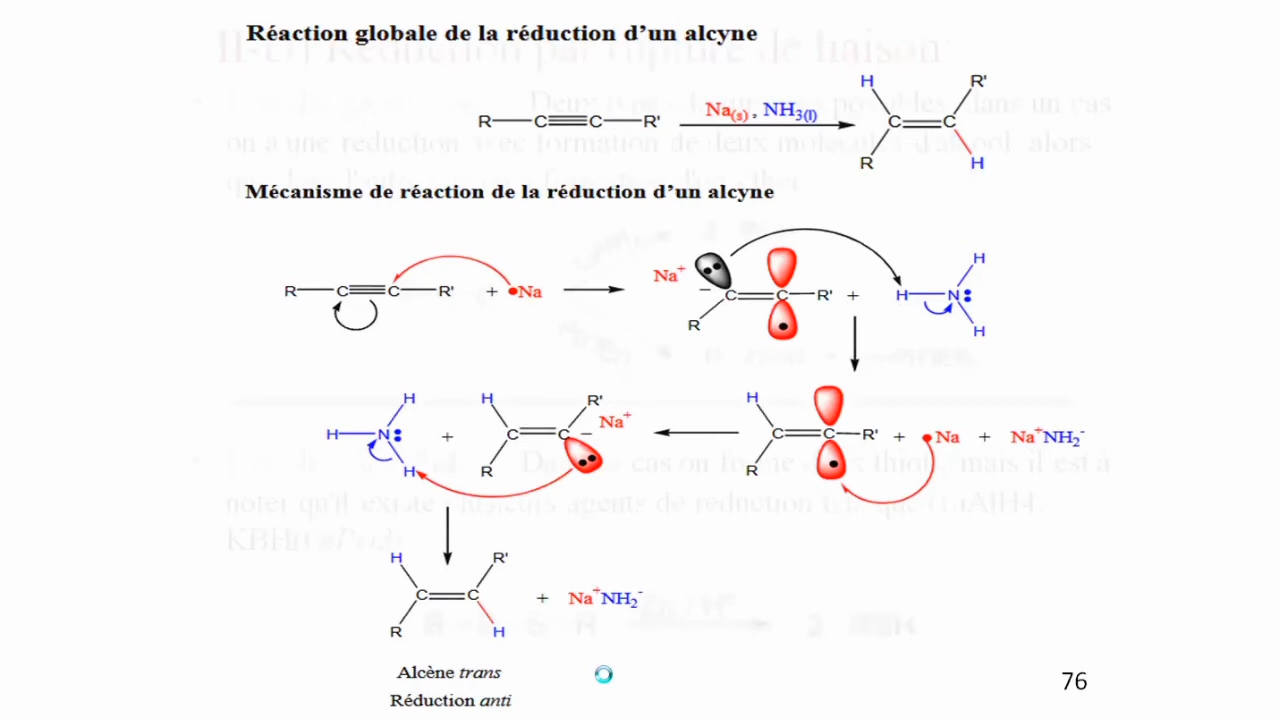 Réaction globale de la réduction d'un alcyne
R C C R' Na(s) , NH3(l) H R' C C R H
Mécanisme de réaction de la réduction d'un alcyne
R C C R' + •Na Na+ – C C R' R + H N: H H
H N: H H + H R' C C – Na+ R H C C R' R + •Na + Na+NH2-
H R' C C R H + Na+NH2-
Alcène trans
Réduction anti
76